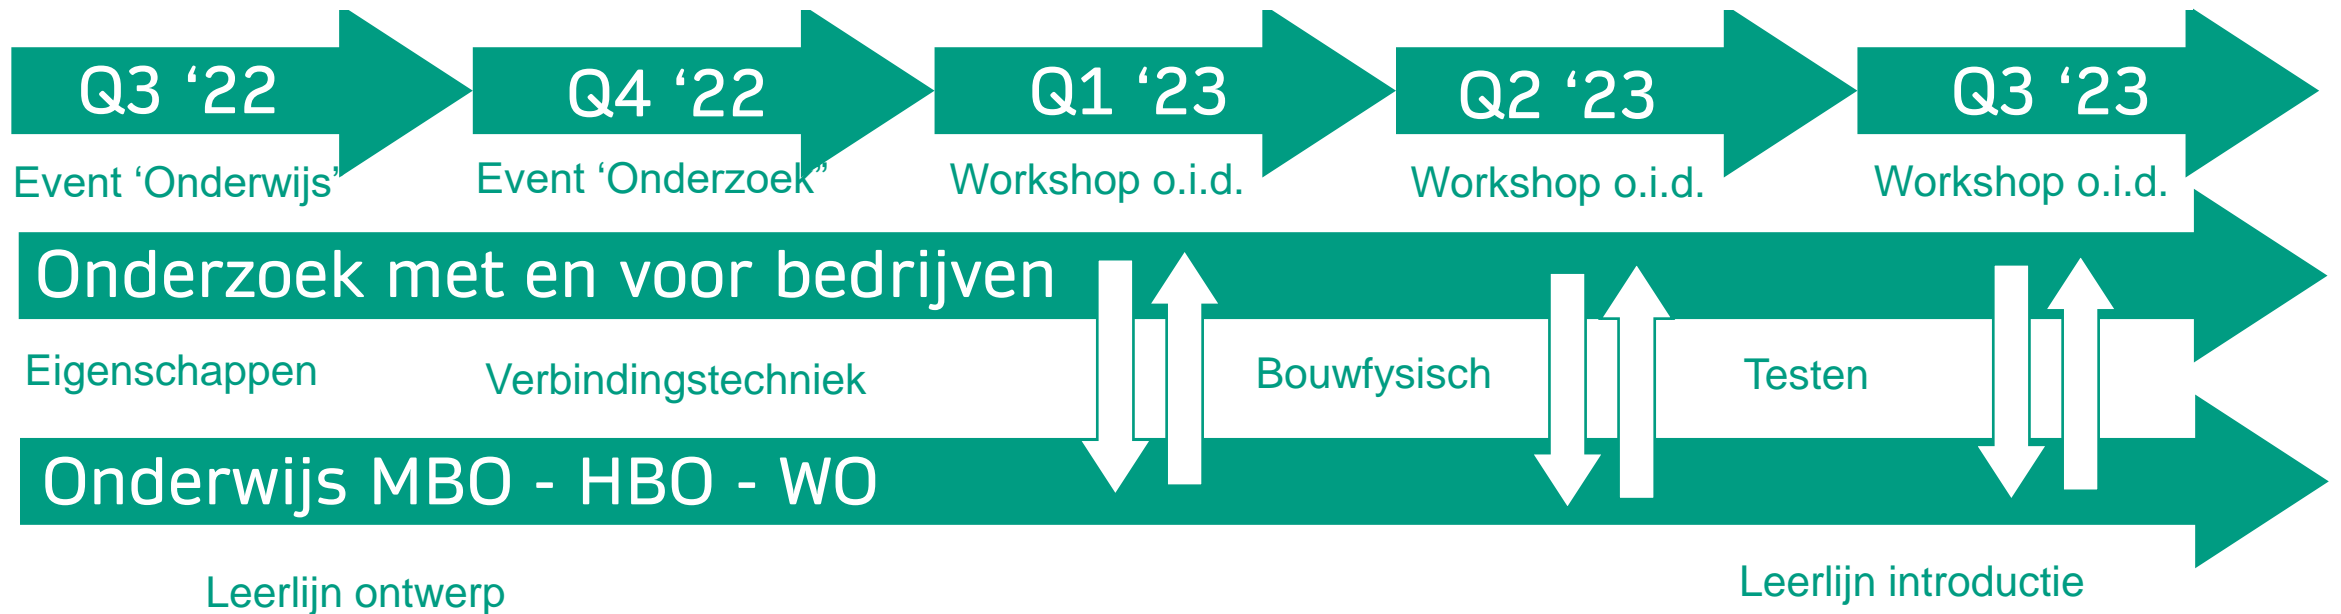 Q3 ‘22
Q4 ‘22
Q1 ‘23
Q2 ‘23
Q3 ‘23
Event ‘Onderwijs’
Event ‘Onderzoek”
Workshop o.i.d.
Workshop o.i.d.
Workshop o.i.d.
Onderzoek met en voor bedrijven
Eigenschappen
Verbindingstechniek
Bouwfysisch
Testen
Onderwijs MBO - HBO - WO
Leerlijn ontwerp
Leerlijn introductie